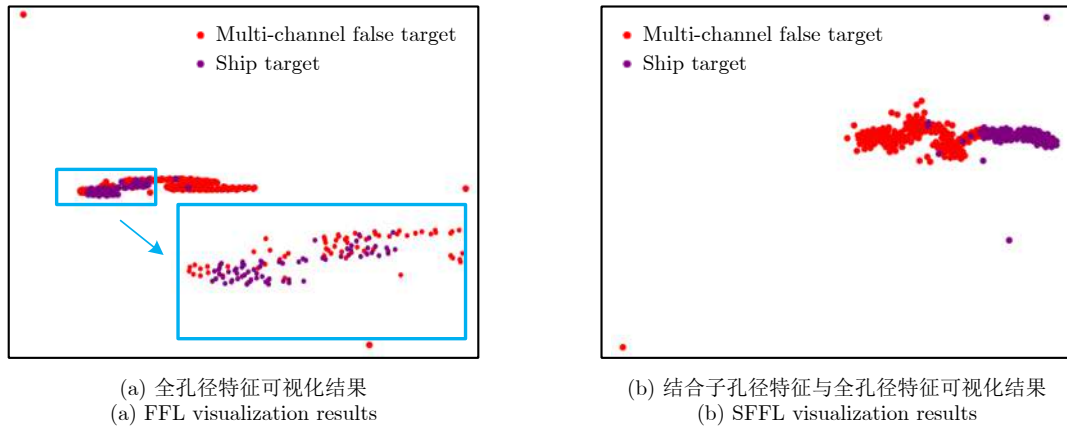 Multi-channel false target
Ship target
Multi-channel false target
Ship target
(a) 全孔径特征可视化结果
(a) FFL visualization results
(b) 结合子孔径特征与全孔径特征可视化结果
(b) SFFL visualization results